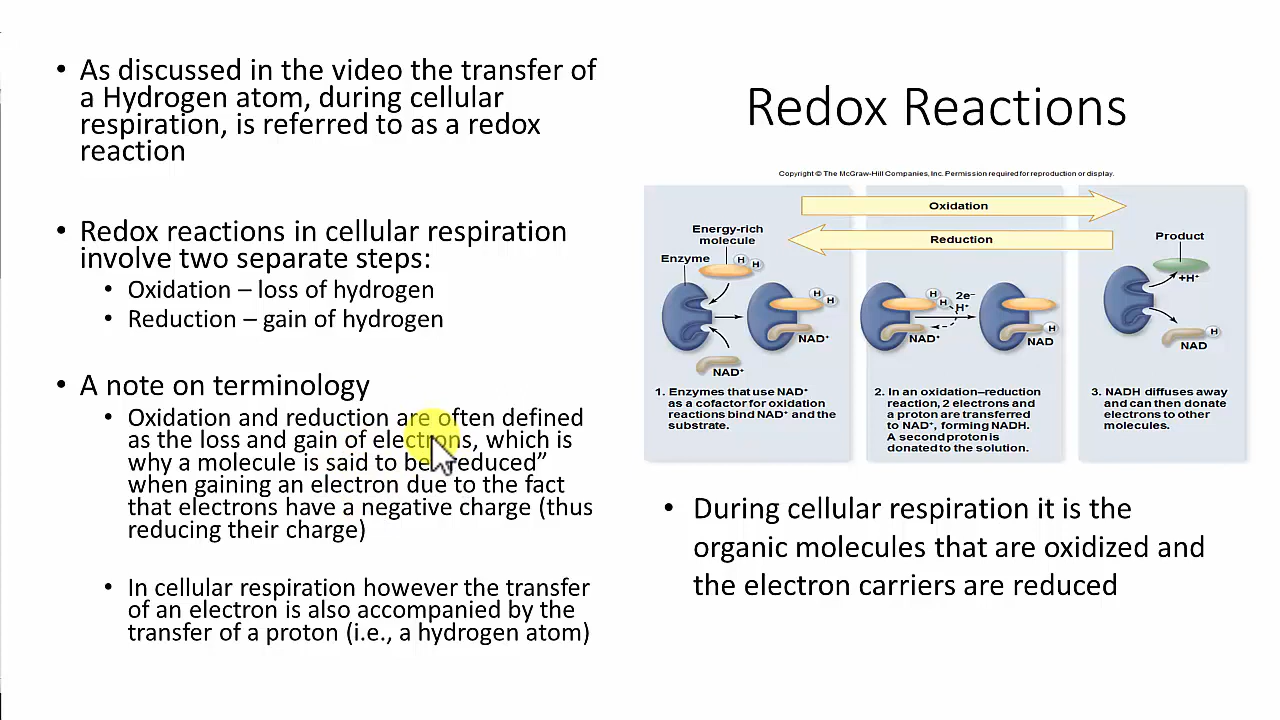 • As discussed in the video the transfer of
a Hydrogen atom, during cellular
respiration, is referred to as a redox
reaction
• Redox reactions in cellular respiration
involve two separate steps:
• Oxidation – loss of hydrogen
• Reduction – gain of hydrogen
• A note on terminology
• Oxidation and reduction are often defined
as the loss and gain of electrons, which is
why a molecule is said to be "reduced”
when gaining an electron due to the fact
that electrons have a negative charge (thus
reducing their charge)
• In cellular respiration however the transfer
of an electron is also accompanied by the
transfer of a proton (i.e., a hydrogen atom)
Redox Reactions
Copyright © The McGraw-Hill Companies, Inc. Permission required for reproduction or display.
Oxidation
Reduction
Energy-rich
molecule
Enzyme
H
H
NAD⁺
H
H
NAD⁺
1. Enzymes that use NAD⁺
as a cofactor for oxidation
reactions bind NAD⁺ and the
substrate.
H
H
2e⁻
H⁺
NAD⁺
H
NAD
2. In an oxidation–reduction
reaction, 2 electrons and
a proton are transferred
to NAD⁺, forming NADH.
A second proton is
donated to the solution.
Product
+H⁺
H
NAD
3. NADH diffuses away
and can then donate
electrons to other
molecules.
• During cellular respiration it is the
organic molecules that are oxidized and
the electron carriers are reduced